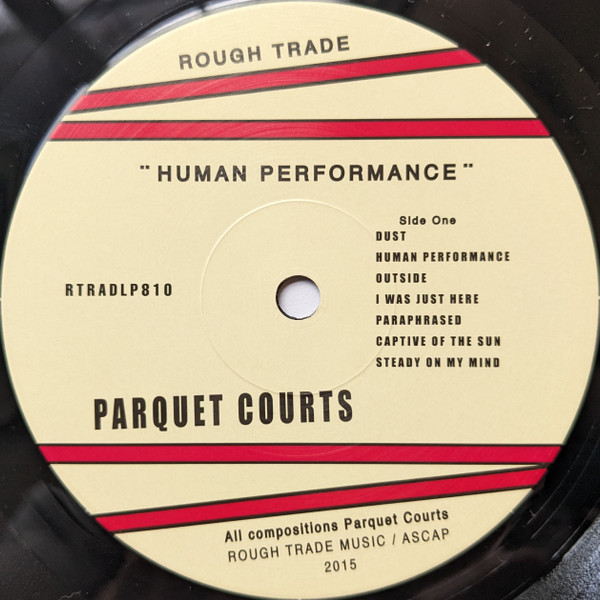 ROUGH TRADE
"HUMAN PERFORMANCE"
Side One
DUST
HUMAN PERFORMANCE
OUTSIDE
I WAS JUST HERE
PARAPHRASED
CAPTIVE OF THE SUN
STEADY ON MY MIND
RTRADLP810
PARQUET COURTS
All compositions Parquet Courts
ROUGH TRADE MUSIC / ASCAP
2015